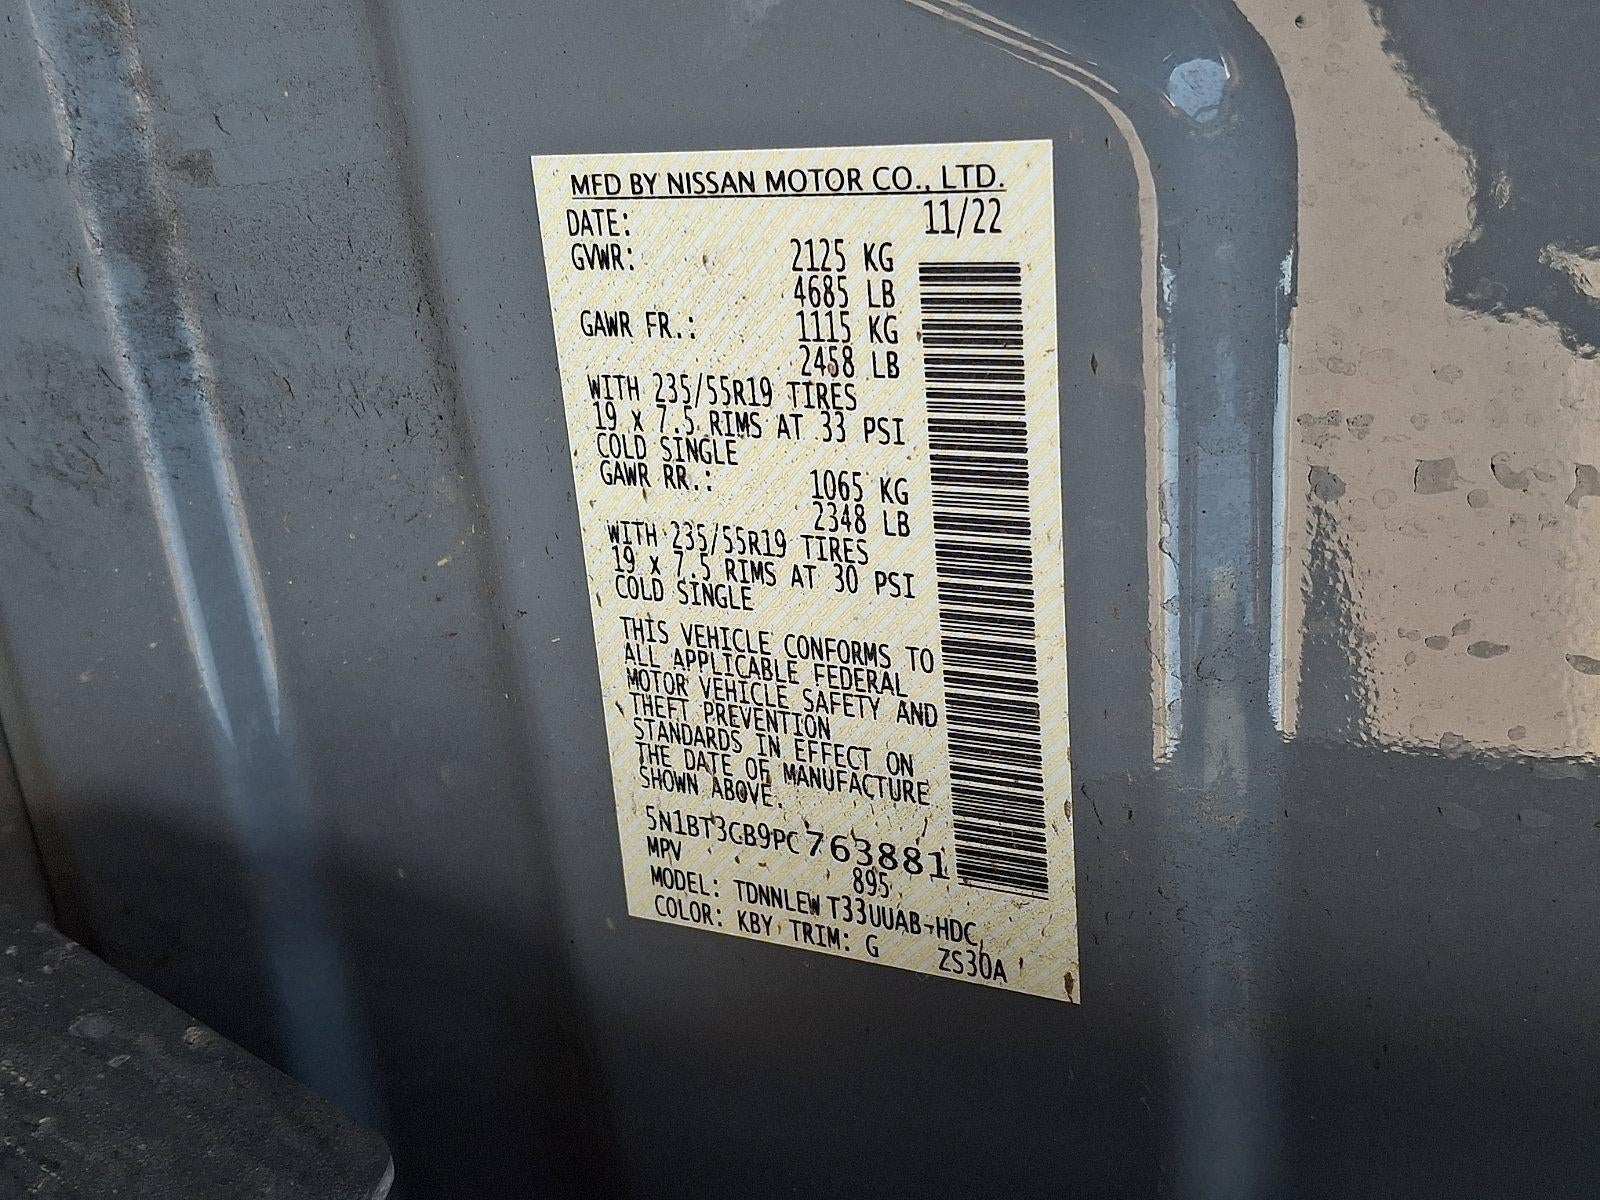 MFD BY NISSAN MOTOR CO., LTD.
DATE: 11/22
GVWR: 2125 KG
4685 LB
GAWR FR.: 1115 KG
2458 LB
WITH 235/55R19 TIRES
19 x 7.5 RIMS AT 33 PSI
COLD SINGLE
GAWR RR.: 1065 KG
2348 LB
WITH 235/55R19 TIRES
19 x 7.5 RIMS AT 30 PSI
COLD SINGLE
THIS VEHICLE CONFORMS TO
ALL APPLICABLE FEDERAL
MOTOR VEHICLE SAFETY AND
THEFT PREVENTION
STANDARDS IN EFFECT ON
THE DATE OF MANUFACTURE
SHOWN ABOVE.
5N1BT3CB9PC763881
MPV 895
MODEL: TDNNLEW T33UUAB-HDC,
COLOR: KBY TRIM: G ZS30A